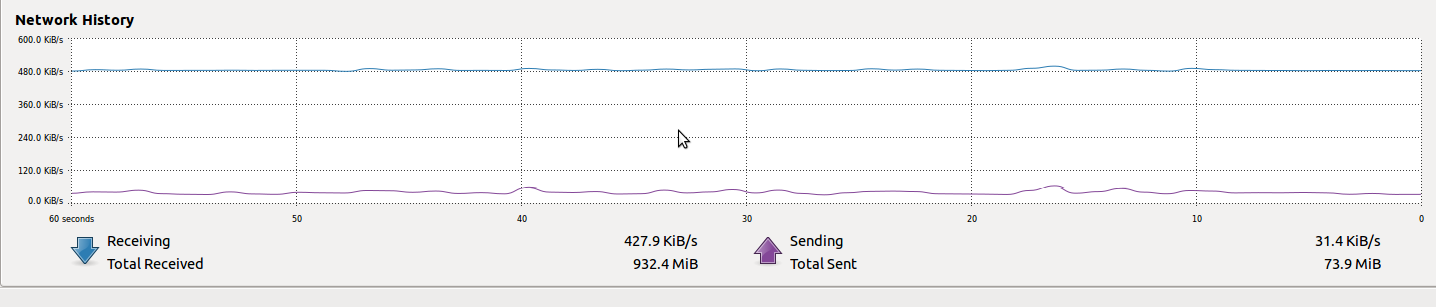 Network History
600.0 KiB/s
480.0 KiB/s
360.0 KiB/s
240.0 KiB/s
120.0 KiB/s
0.0 KiB/s
60 seconds 50 40 30 20 10 0
Receiving 427.9 KiB/s Sending 31.4 KiB/s
Total Received 932.4 MiB Total Sent 73.9 MiB